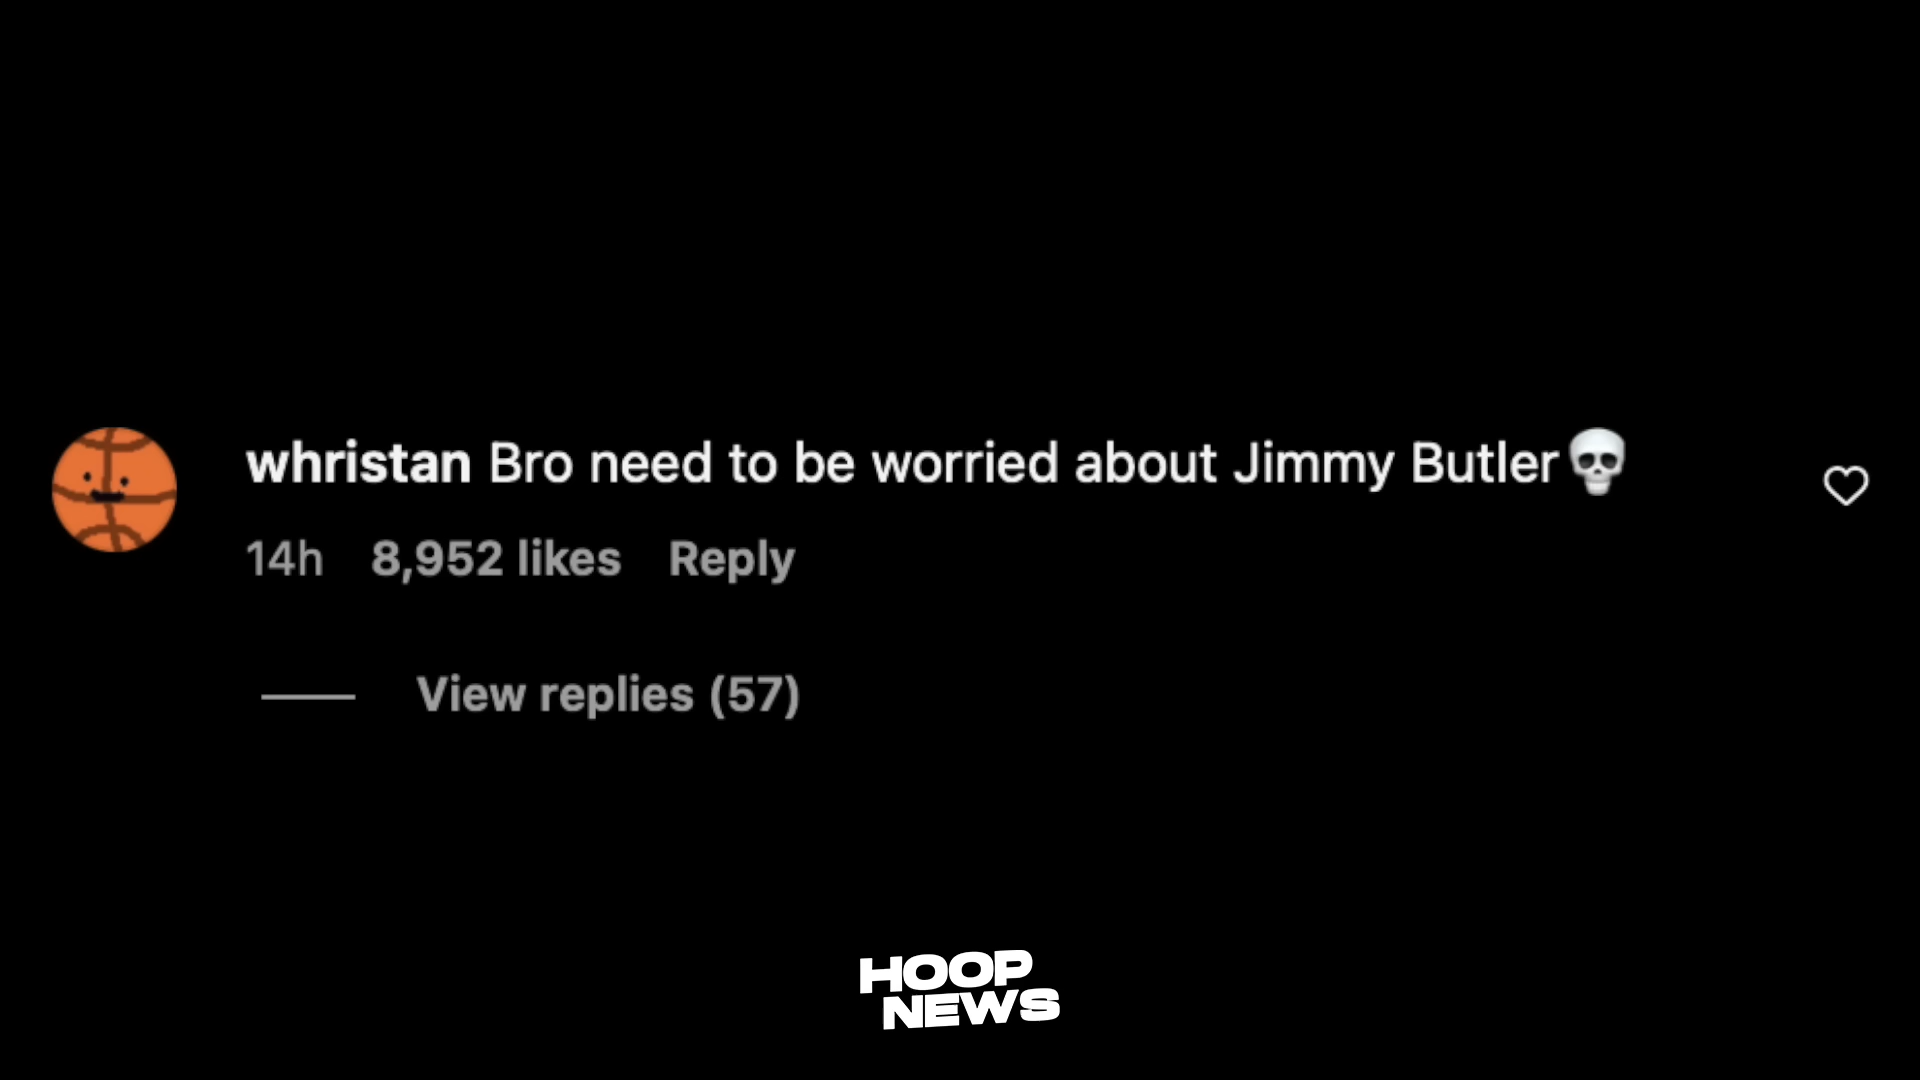 whristan Bro need to be worried about Jimmy Butler💀
14h 8,952 likes Reply
View replies (57)
HOOP
NEWS